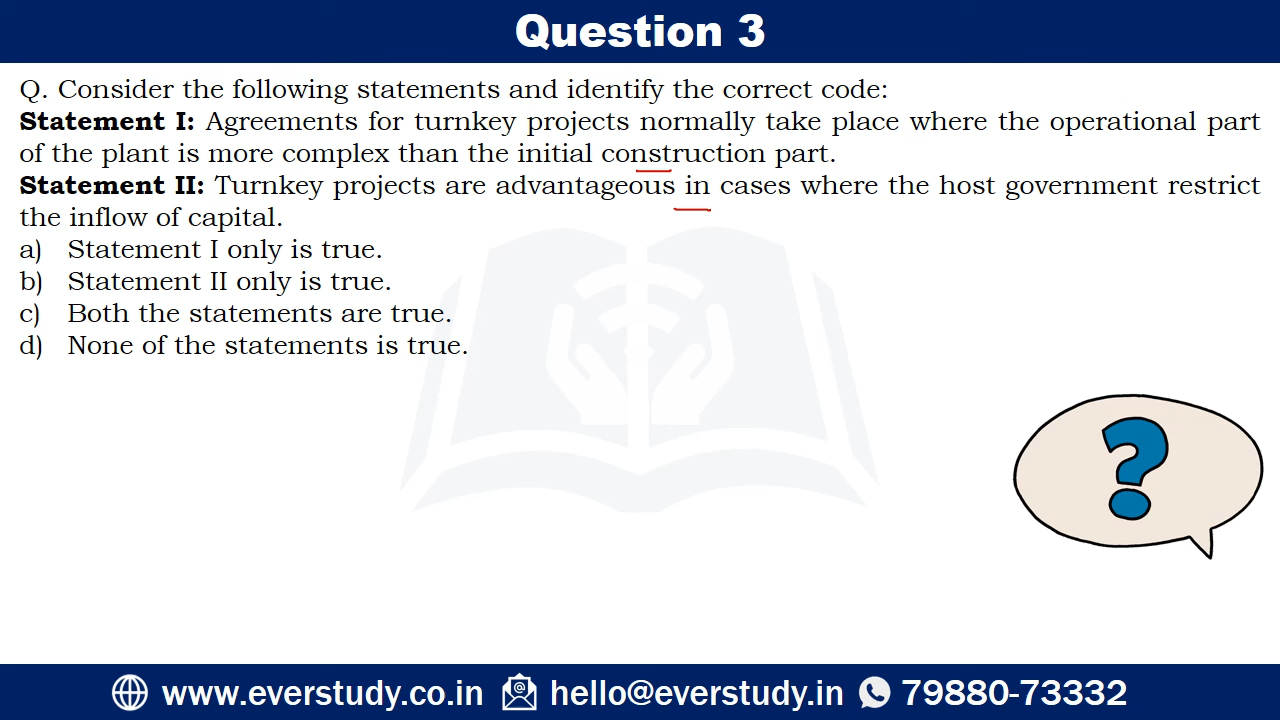 Question 3
Q. Consider the following statements and identify the correct code:
Statement I: Agreements for turnkey projects normally take place where the operational part
of the plant is more complex than the initial construction part.
Statement II: Turnkey projects are advantageous in cases where the host government restrict
the inflow of capital.
a) Statement I only is true.
b) Statement II only is true.
c) Both the statements are true.
d) None of the statements is true.
?
www.everstudy.co.in hello@everstudy.in 79880-73332